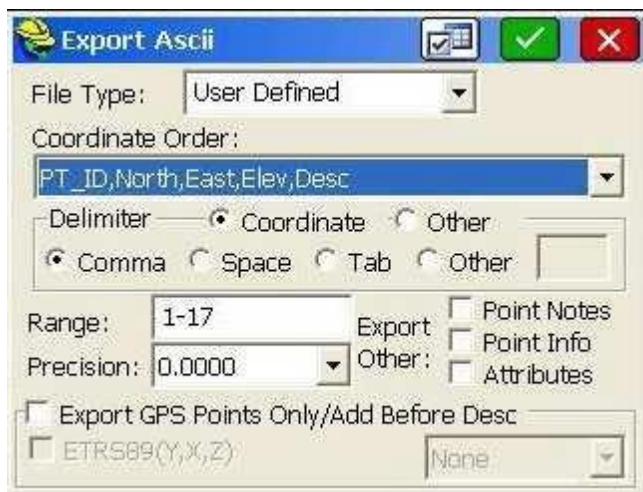 Export Ascii
File Type: User Defined
Coordinate Order:
PT_ID,North,East,Elev,Desc
Delimiter Coordinate Other
Comma Space Tab Other
Range: 1-17
Precision: 0.0000
Export Other:
Point Notes
Point Info
Attributes
Export GPS Points Only/Add Before Desc
ETRS89(Y,X,Z) None